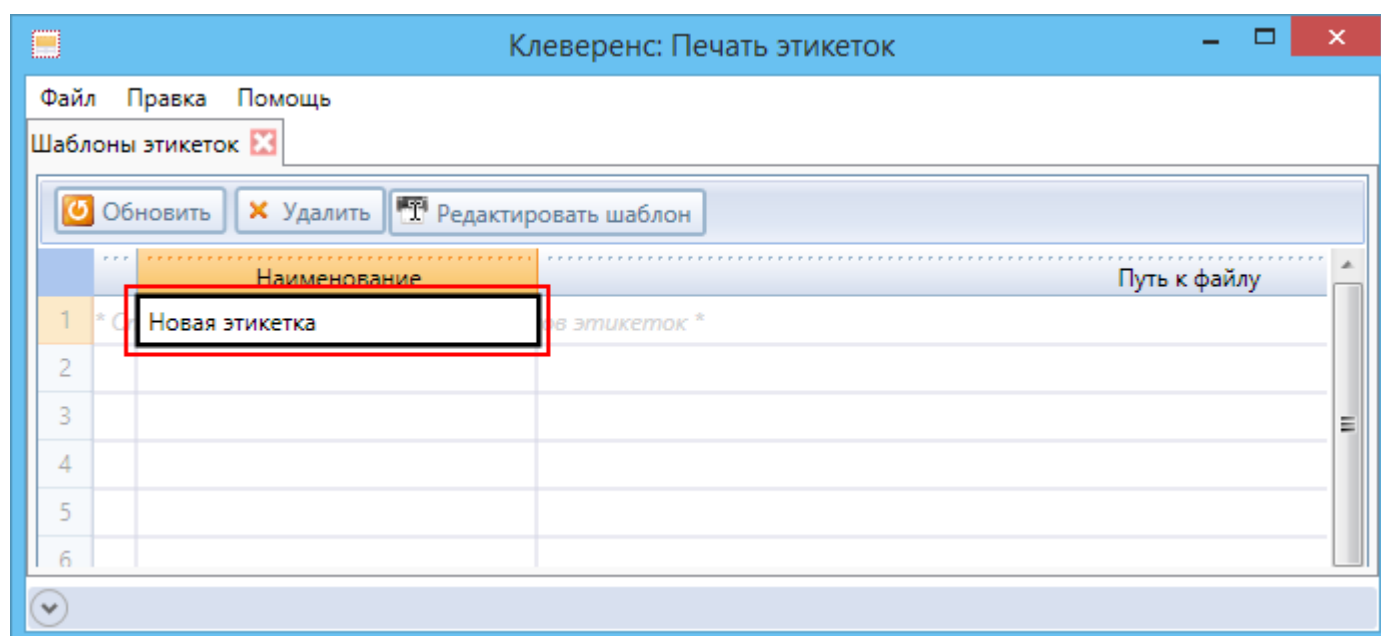 Клеверенс: Печать этикеток
Файл Правка Помощь
Шаблоны этикеток
Обновить Удалить Редактировать шаблон
Наименование Путь к файлу
1 * Новая этикетка этикеток *
2
3
4
5
6